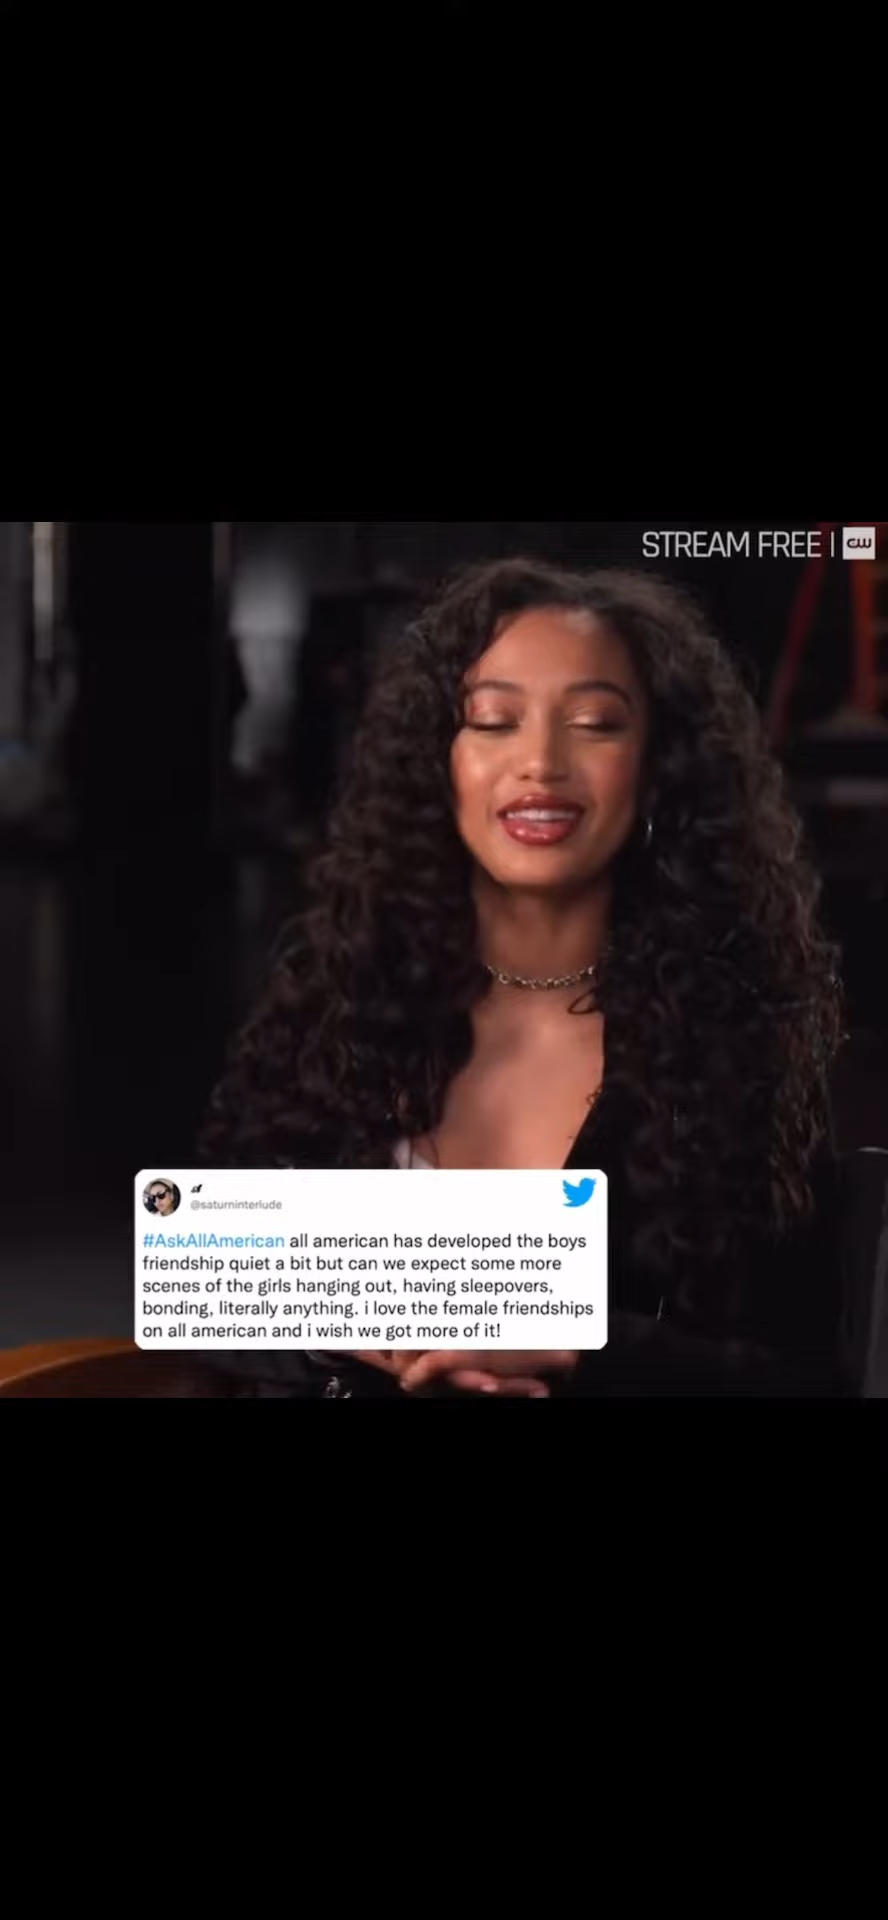 STREAM FREE | CW
@saturninterlude
#AskAllAmerican all american has developed the boys
friendship quiet a bit but can we expect some more
scenes of the girls hanging out, having sleepovers,
bonding, literally anything. i love the female friendships
on all american and i wish we got more of it!